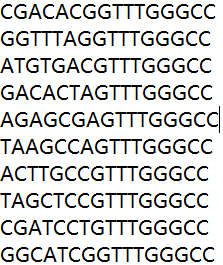 CGACACGGTTTGGGCC
GGTTTAGGTTTGGGCC
ATGTGACGTTTGGGCC
GACACTAGTTTGGGCC
AGAGCGAGTTTGGGCC
TAAGCCAGTTTGGGCC
ACTTGCCGTTTGGGCC
TAGCTCCGTTTGGGCC
CGATCCTGTTTGGGCC
GGCATCGGTTTGGGCC